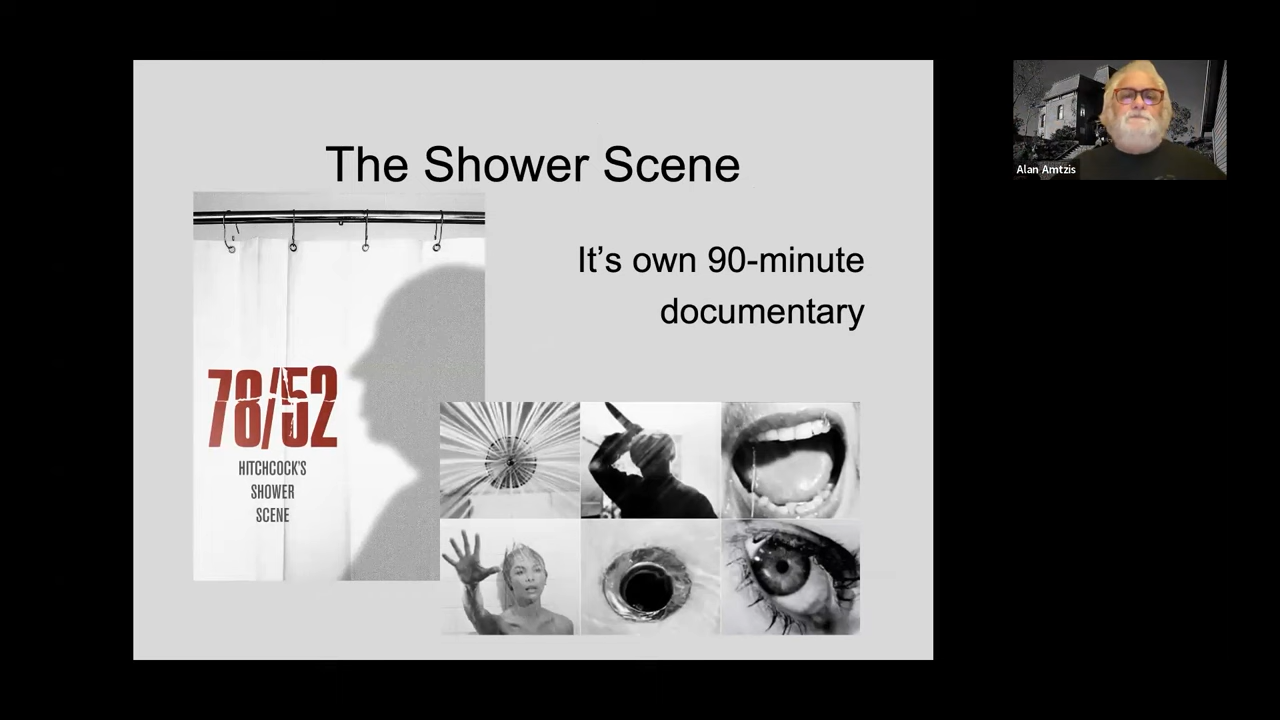 The Shower Scene
It's own 90-minute
documentary
78/52
HITCHCOCK'S
SHOWER
SCENE
Alan Amtzis